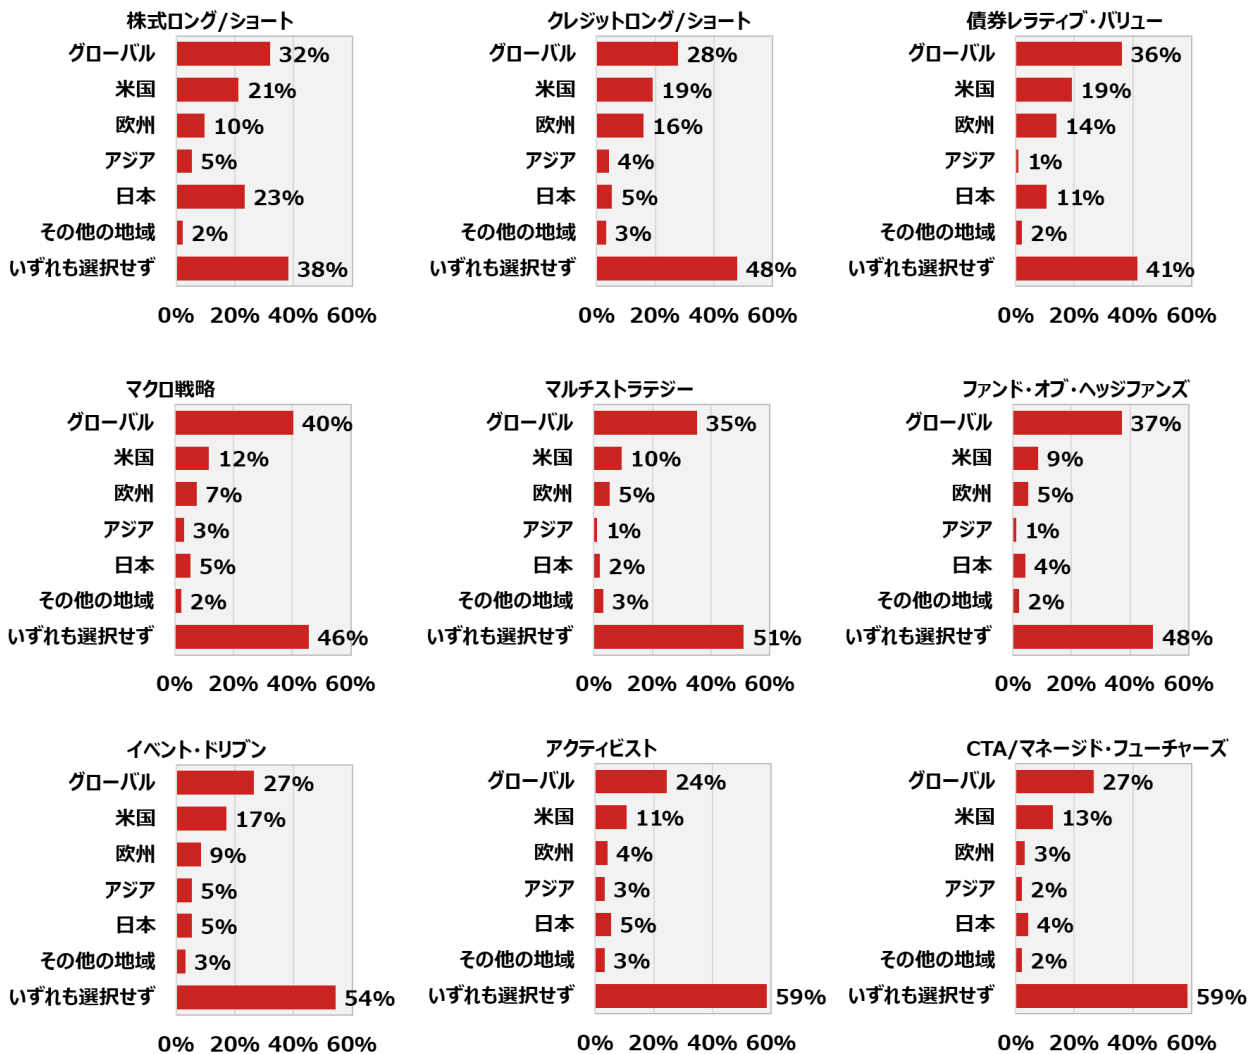 株式ロング/ショート
グローバル 32%
米国 21%
欧州 10%
アジア 5%
日本 23%
その他の地域 2%
いずれも選択せず 38%
0% 20% 40% 60%
クレジットロング/ショート
グローバル 28%
米国 19%
欧州 16%
アジア 4%
日本 5%
その他の地域 3%
いずれも選択せず 48%
0% 20% 40% 60%
債券レラティブ・バリュー
グローバル 36%
米国 19%
欧州 14%
アジア 1%
日本 11%
その他の地域 2%
いずれも選択せず 41%
0% 20% 40% 60%
マクロ戦略
グローバル 40%
米国 12%
欧州 7%
アジア 3%
日本 5%
その他の地域 2%
いずれも選択せず 46%
0% 20% 40% 60%
マルチストラテジー
グローバル 35%
米国 10%
欧州 5%
アジア 1%
日本 2%
その他の地域 3%
いずれも選択せず 51%
0% 20% 40% 60%
ファンド・オブ・ヘッジファンズ
グローバル 37%
米国 9%
欧州 5%
アジア 1%
日本 4%
その他の地域 2%
いずれも選択せず 48%
0% 20% 40% 60%
イベント・ドリブン
グローバル 27%
米国 17%
欧州 9%
アジア 5%
日本 5%
その他の地域 3%
いずれも選択せず 54%
0% 20% 40% 60%
アクティビスト
グローバル 24%
米国 11%
欧州 4%
アジア 3%
日本 5%
その他の地域 3%
いずれも選択せず 59%
0% 20% 40% 60%
CTA/マネージド・フューチャーズ
グローバル 27%
米国 13%
欧州 3%
アジア 2%
日本 4%
その他の地域 2%
いずれも選択せず 59%
0% 20% 40% 60%